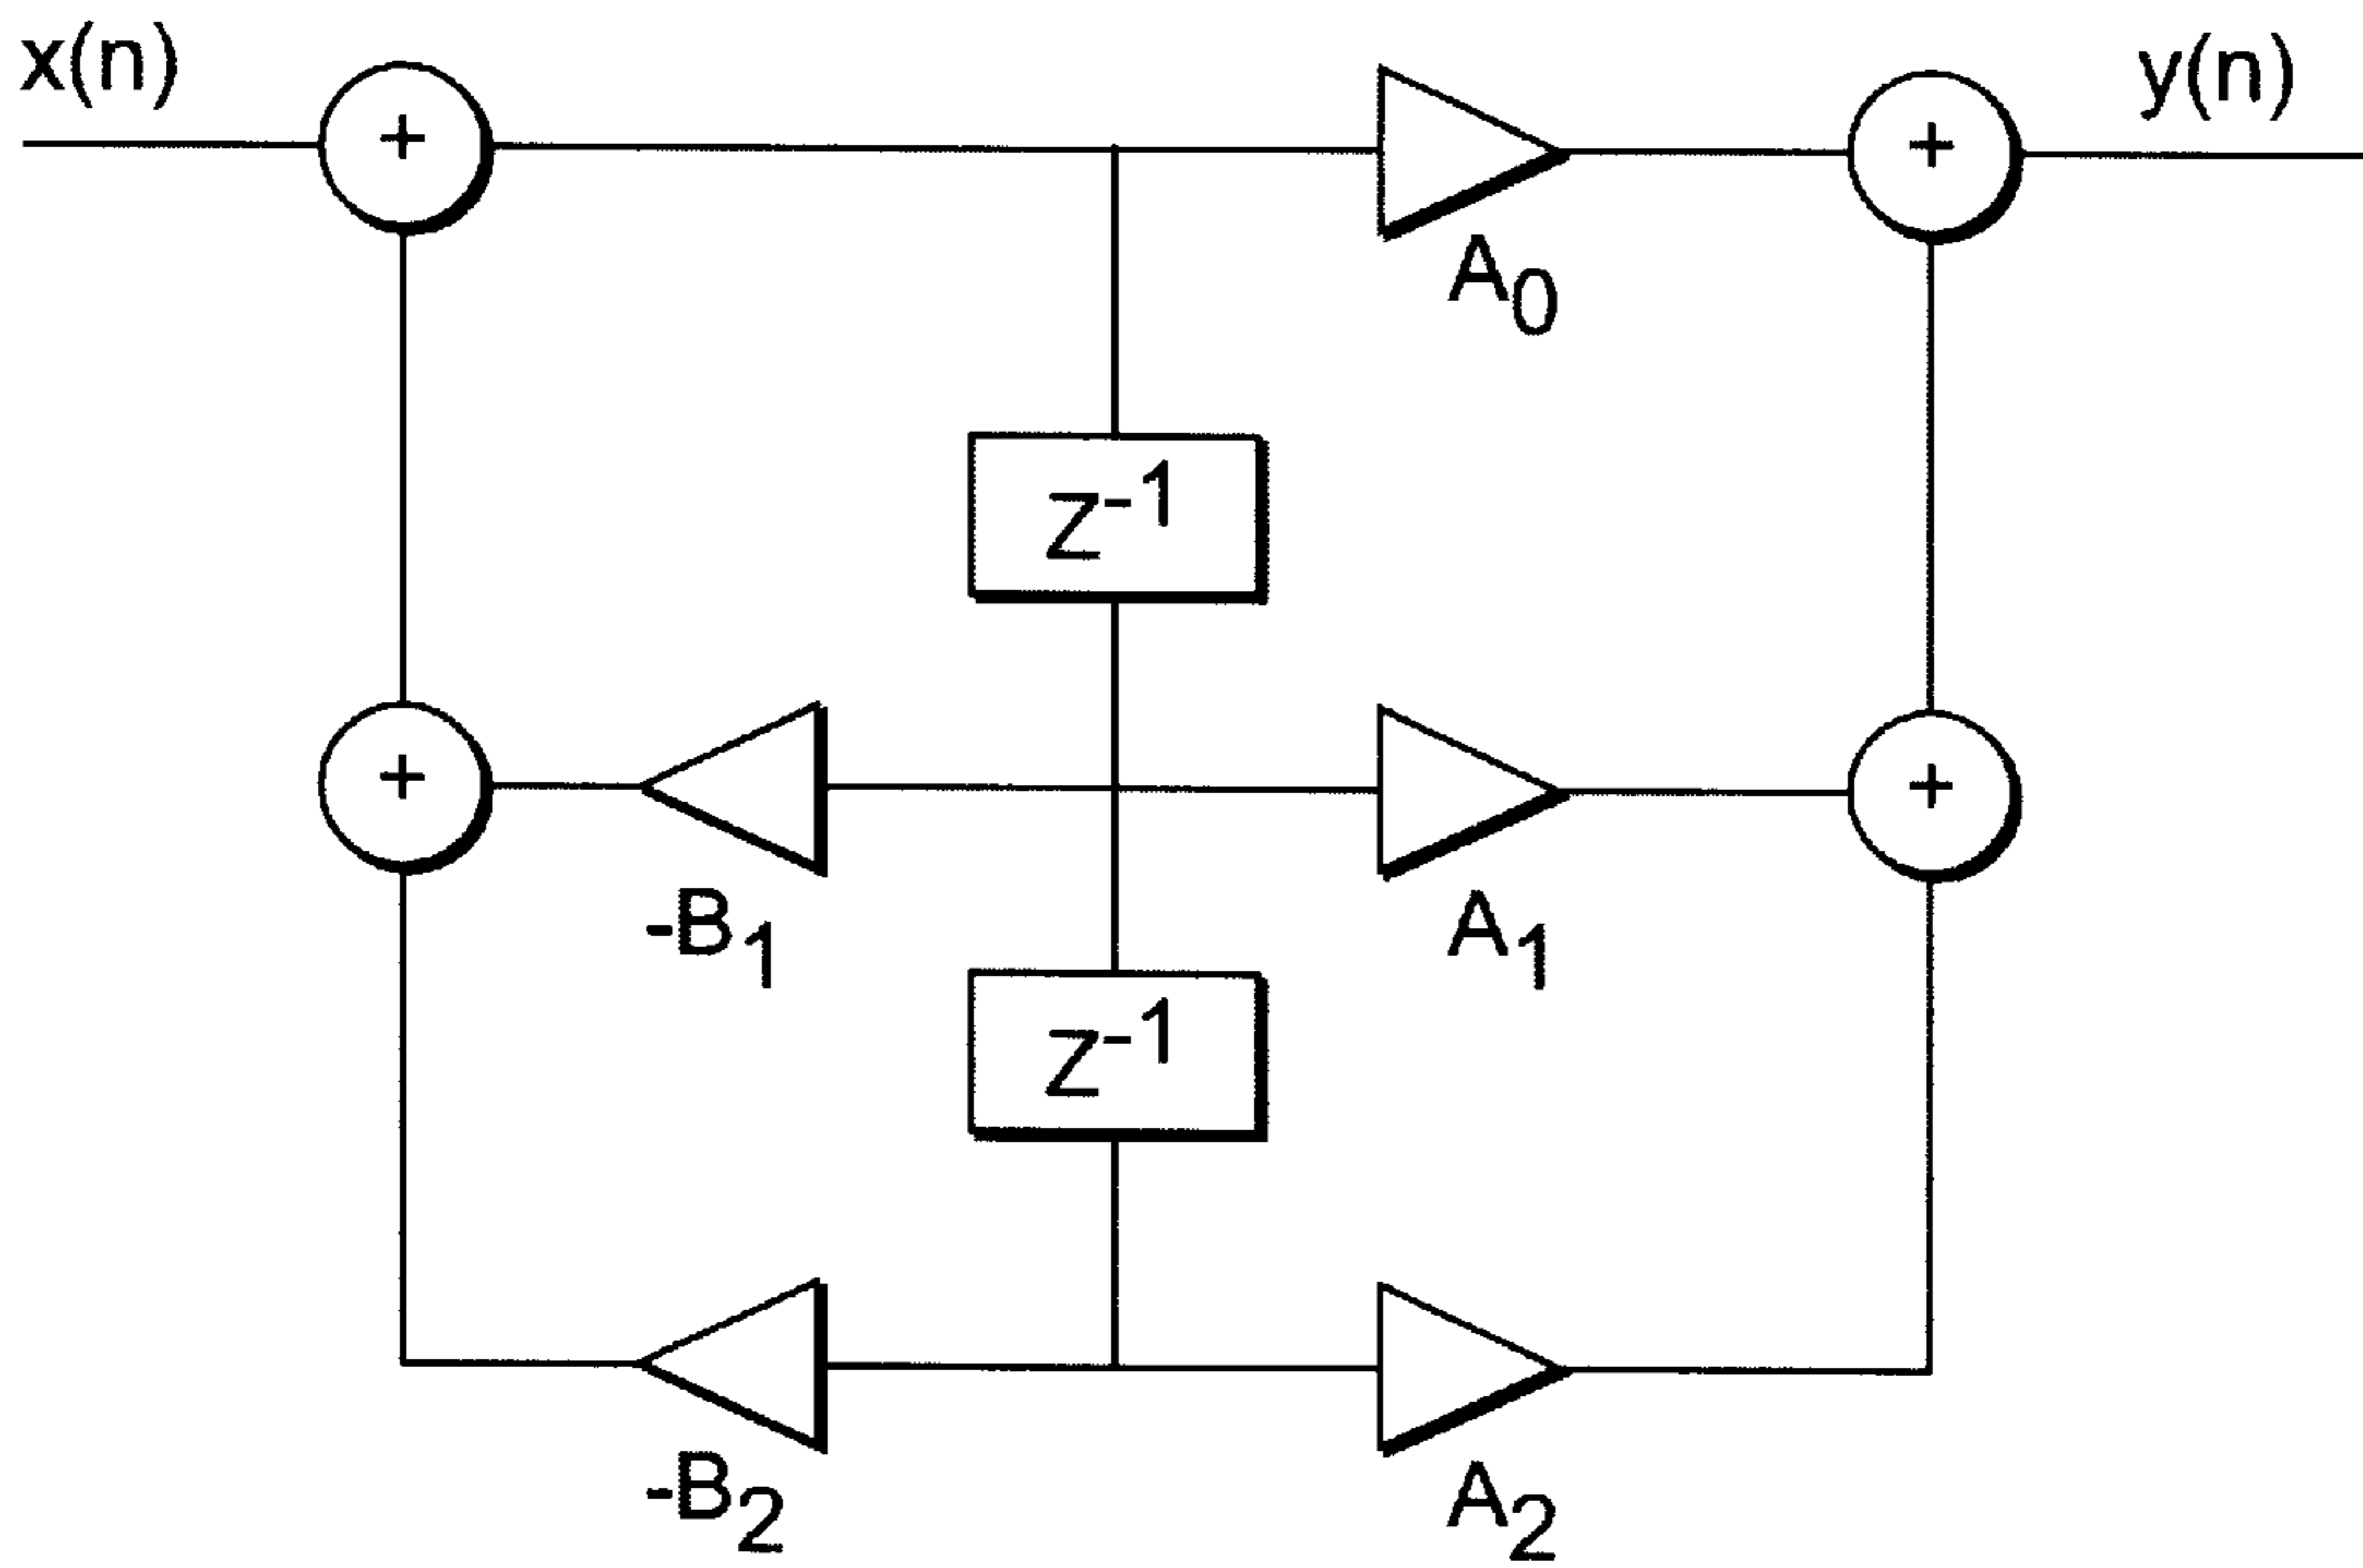 x(n)
y(n)
+
+
A₀
Z⁻¹
+
+
-B₁
A₁
Z⁻¹
-B₂
A₂